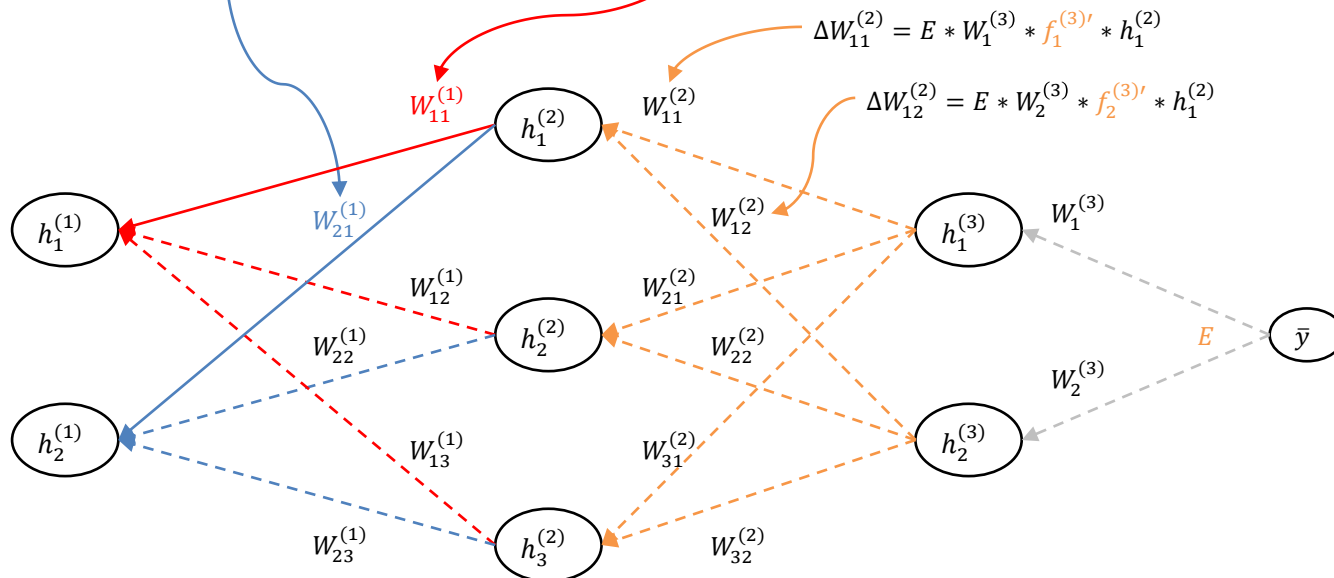 ΔW₁₁⁽²⁾ = E ∗ W₁⁽³⁾ ∗ f₁⁽³⁾′ ∗ h₁⁽²⁾
W₁₁⁽¹⁾ h₁⁽²⁾ W₁₁⁽²⁾ ΔW₁₂⁽²⁾ = E ∗ W₂⁽³⁾ ∗ f₂⁽³⁾′ ∗ h₁⁽²⁾
h₁⁽¹⁾ W₂₁⁽¹⁾ W₁₂⁽²⁾ h₁⁽³⁾ W₁⁽³⁾
W₁₂⁽¹⁾ W₂₁⁽²⁾
W₂₂⁽¹⁾ h₂⁽²⁾ W₂₂⁽²⁾ E ȳ
W₂⁽³⁾
h₂⁽¹⁾ W₁₃⁽¹⁾ W₃₁⁽²⁾ h₂⁽³⁾
W₂₃⁽¹⁾ h₃⁽²⁾ W₃₂⁽²⁾